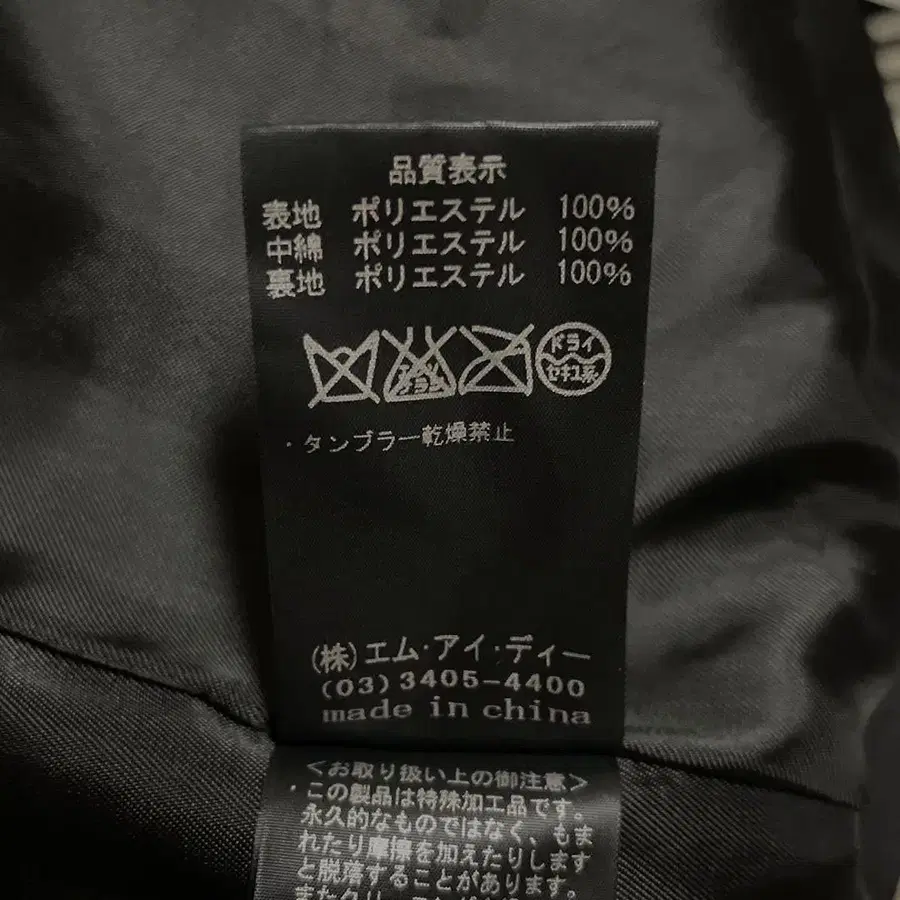 品質表示
表地 ポリエステル 100%
中綿 ポリエステル 100%
裏地 ポリエステル 100%
ドライ
セキユ系
・タンブラー乾燥禁止
(株)エム・アイ・ディー
(03)3405-4400
made in china
<お取り扱い上の御注意>
・この製品は特殊加工品です。
永久的なものではなく、もま
れたり摩擦を加えたりします
と脱落することがあります。